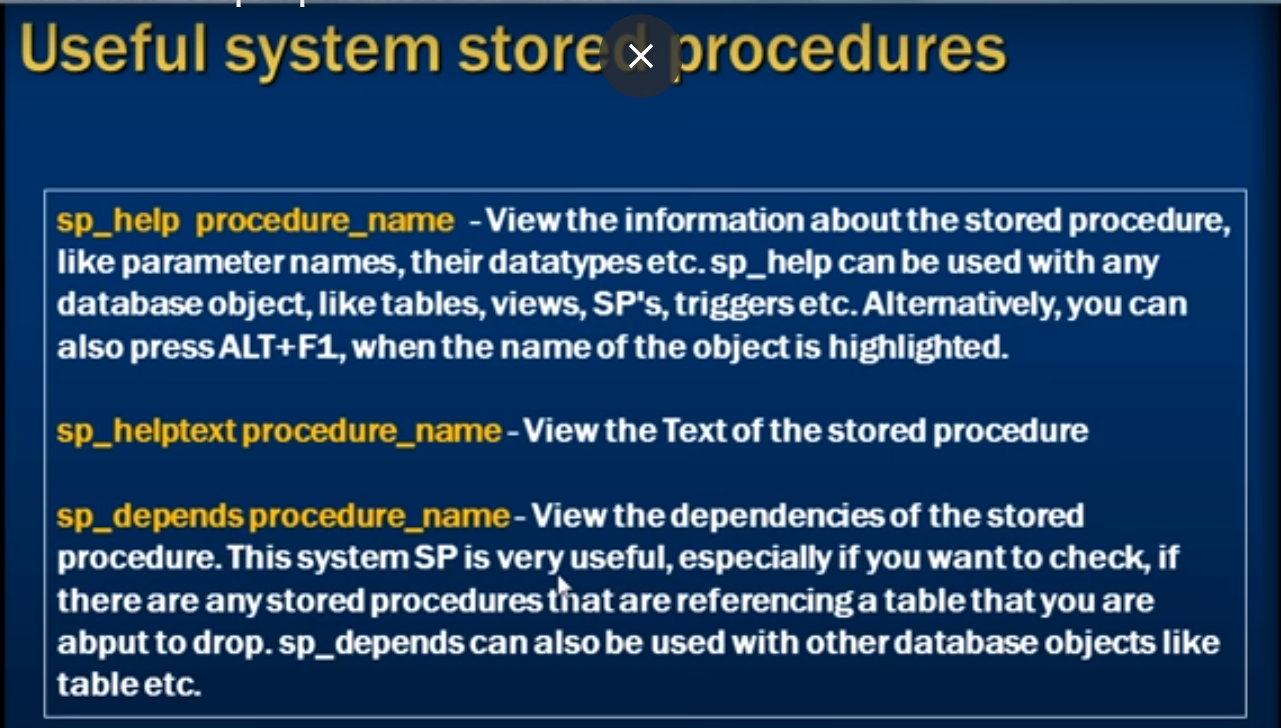 Useful system stored procedures
sp_help procedure_name - View the information about the stored procedure,
like parameter names, their datatypes etc. sp_help can be used with any
database object, like tables, views, SP's, triggers etc. Alternatively, you can
also press ALT+F1, when the name of the object is highlighted.
sp_helptext procedure_name - View the Text of the stored procedure
sp_depends procedure_name - View the dependencies of the stored
procedure. This system SP is very useful, especially if you want to check, if
there are any stored procedures that are referencing a table that you are
abput to drop. sp_depends can also be used with other database objects like
table etc.